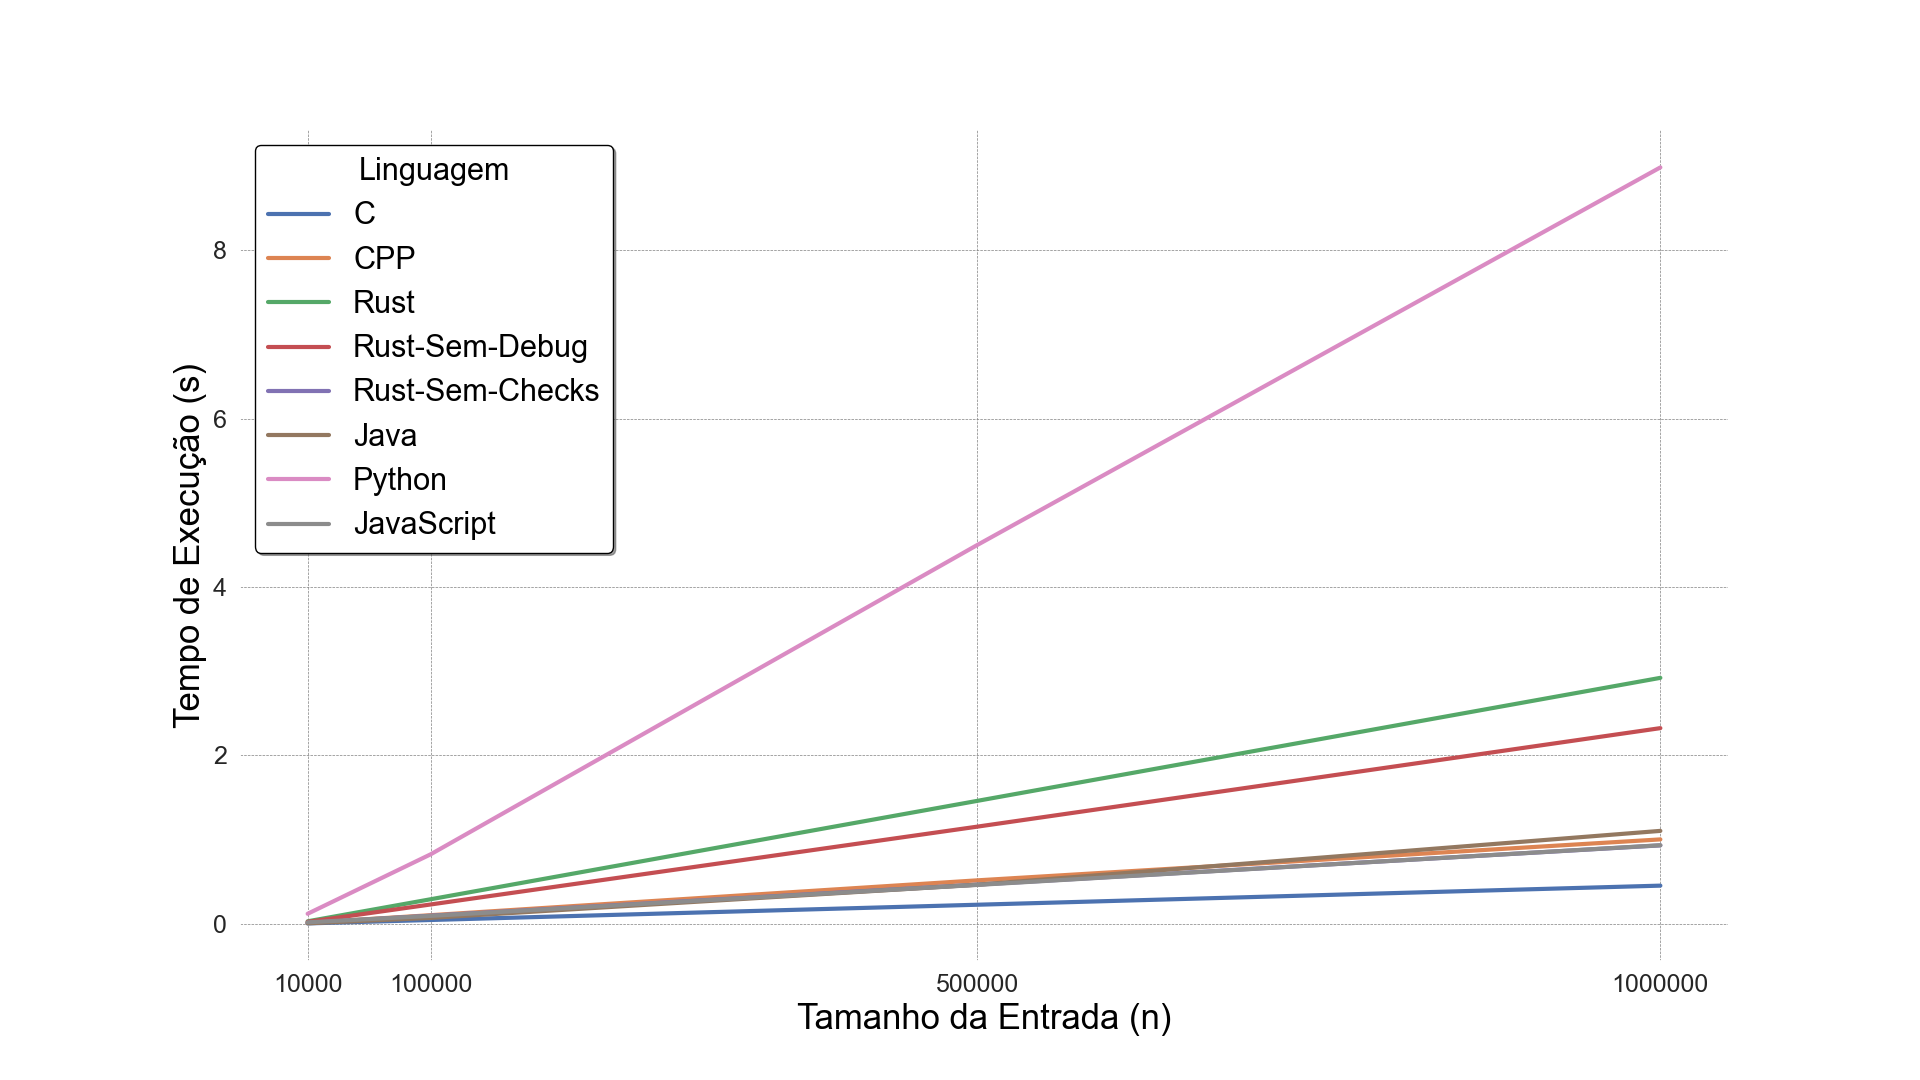 Linguagem
C
CPP
Rust
Rust-Sem-Debug
Rust-Sem-Checks
Java
Python
JavaScript
Tempo de Execução (s)
8
6
4
2
0
10000 100000 500000 1000000
Tamanho da Entrada (n)